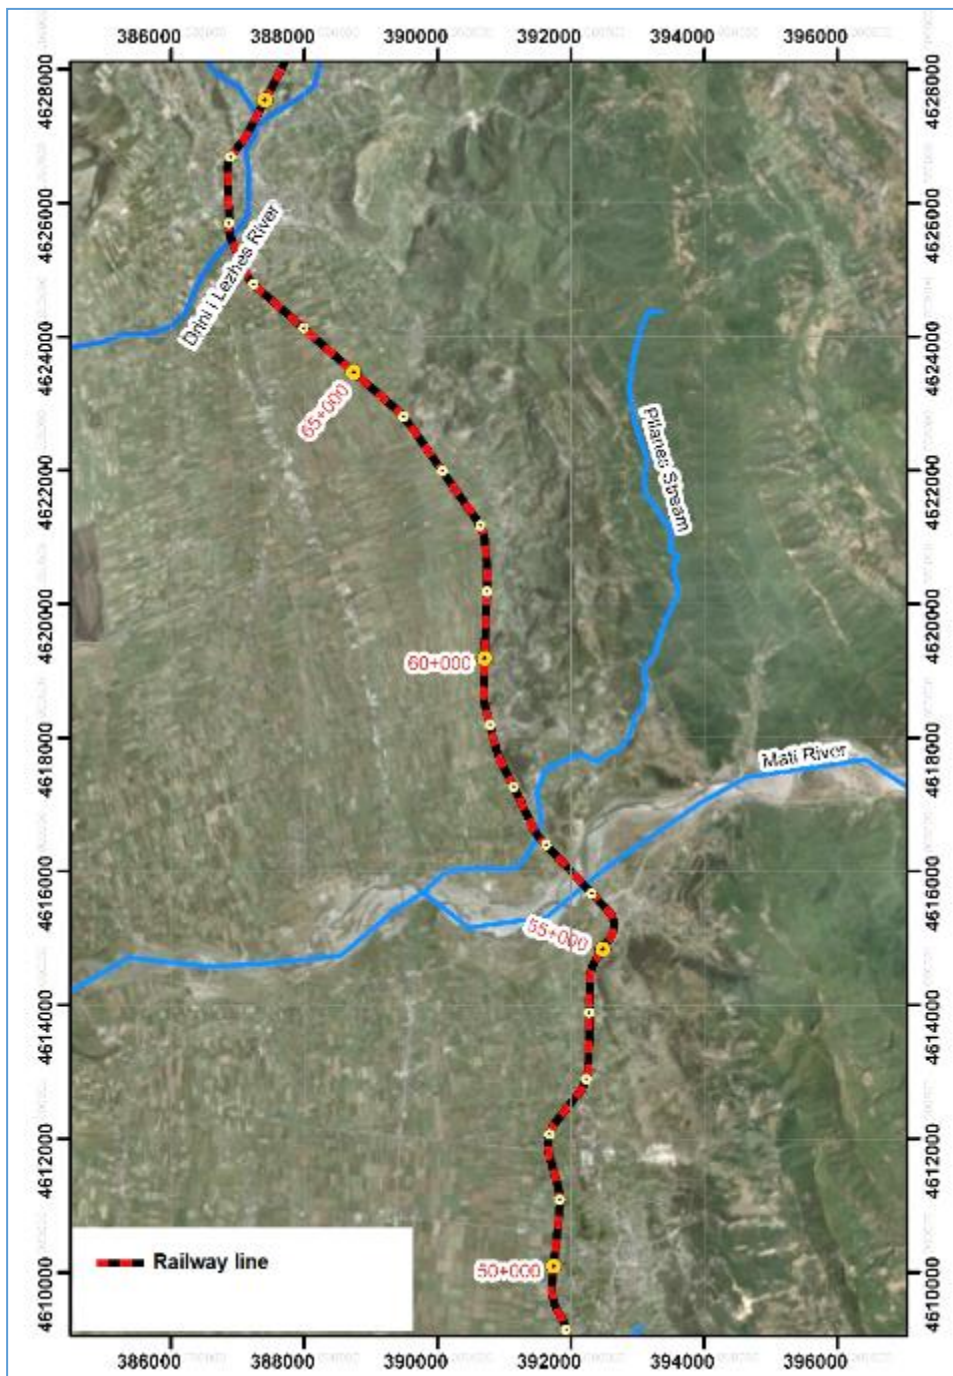 386000 388000 390000 392000 394000 396000
4628000 4628000
4626000 4626000
Drini i Lezhes River
4624000 4624000
65+000
Pllanes Stream
4622000 4622000
4620000 4620000
60+000
4618000 4618000
Mati River
4616000 4616000
55+000
4614000 4614000
4612000 4612000
Railway line
50+000
4610000 4610000
386000 388000 390000 392000 394000 396000